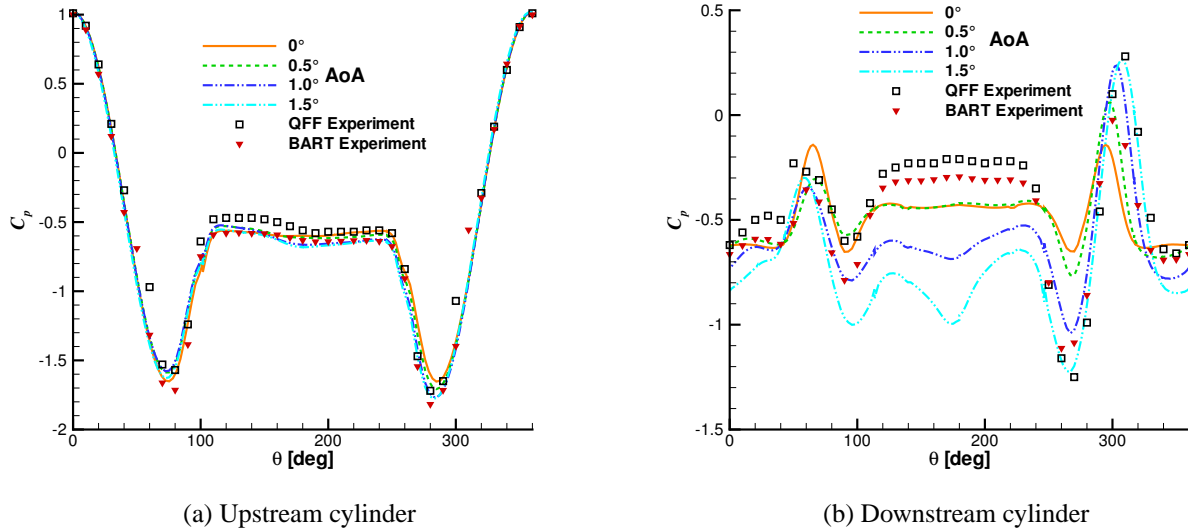 1
0.5
0
-0.5
-1
-1.5
-2
C_p
0
100
200
300
θ [deg]
0°
0.5°
1.0°
1.5°
AoA
QFF Experiment
BART Experiment
(a) Upstream cylinder
0.5
0
-0.5
-1
-1.5
C_p
0
100
200
300
θ [deg]
0°
0.5°
1.0°
1.5°
AoA
QFF Experiment
BART Experiment
(b) Downstream cylinder